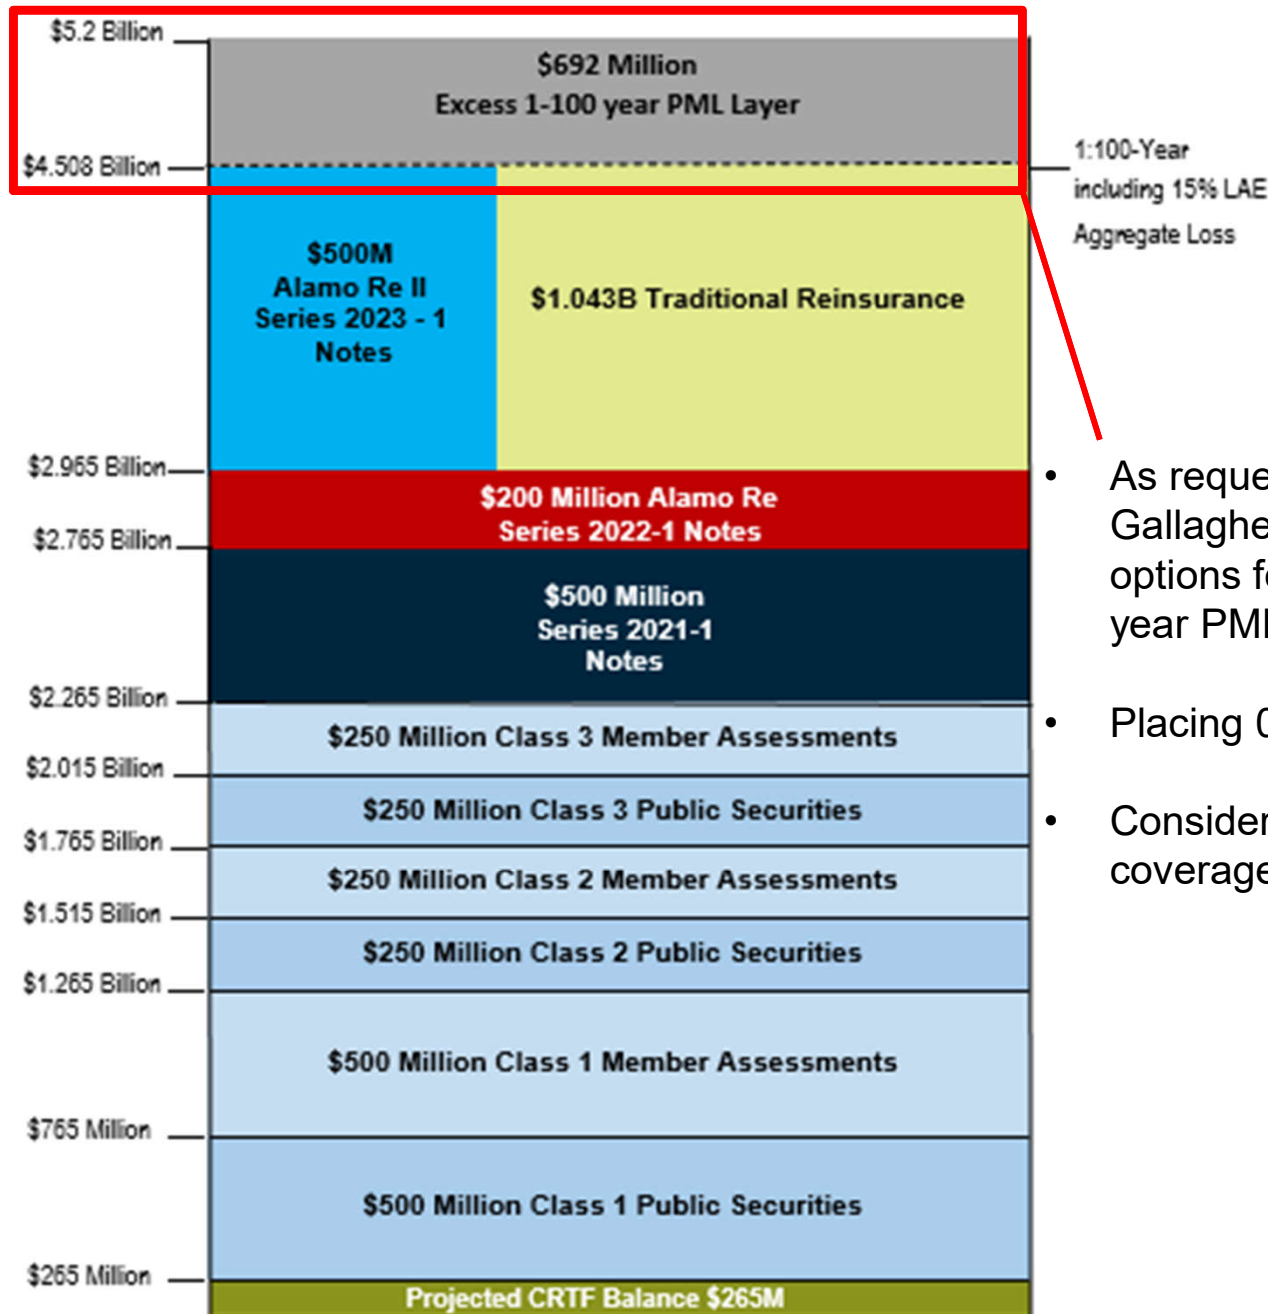 $5.2 Billion
$692 Million
Excess 1-100 year PML Layer
$4.508 Billion
1:100-Year
including 15% LAE
Aggregate Loss
$500M
Alamo Re II
Series 2023 - 1
Notes
$1.043B Traditional Reinsurance
$2.965 Billion
$200 Million Alamo Re
Series 2022-1 Notes
$2.765 Billion
$500 Million
Series 2021-1
Notes
$2.265 Billion
$250 Million Class 3 Member Assessments
$2.015 Billion
$250 Million Class 3 Public Securities
$1.765 Billion
$250 Million Class 2 Member Assessments
$1.515 Billion
$250 Million Class 2 Public Securities
$1.265 Billion
$500 Million Class 1 Member Assessments
$765 Million
$500 Million Class 1 Public Securities
$265 Million
Projected CRTF Balance $265M
• As reque
Gallaghe
options f
year PM
• Placing
• Consider
coverage